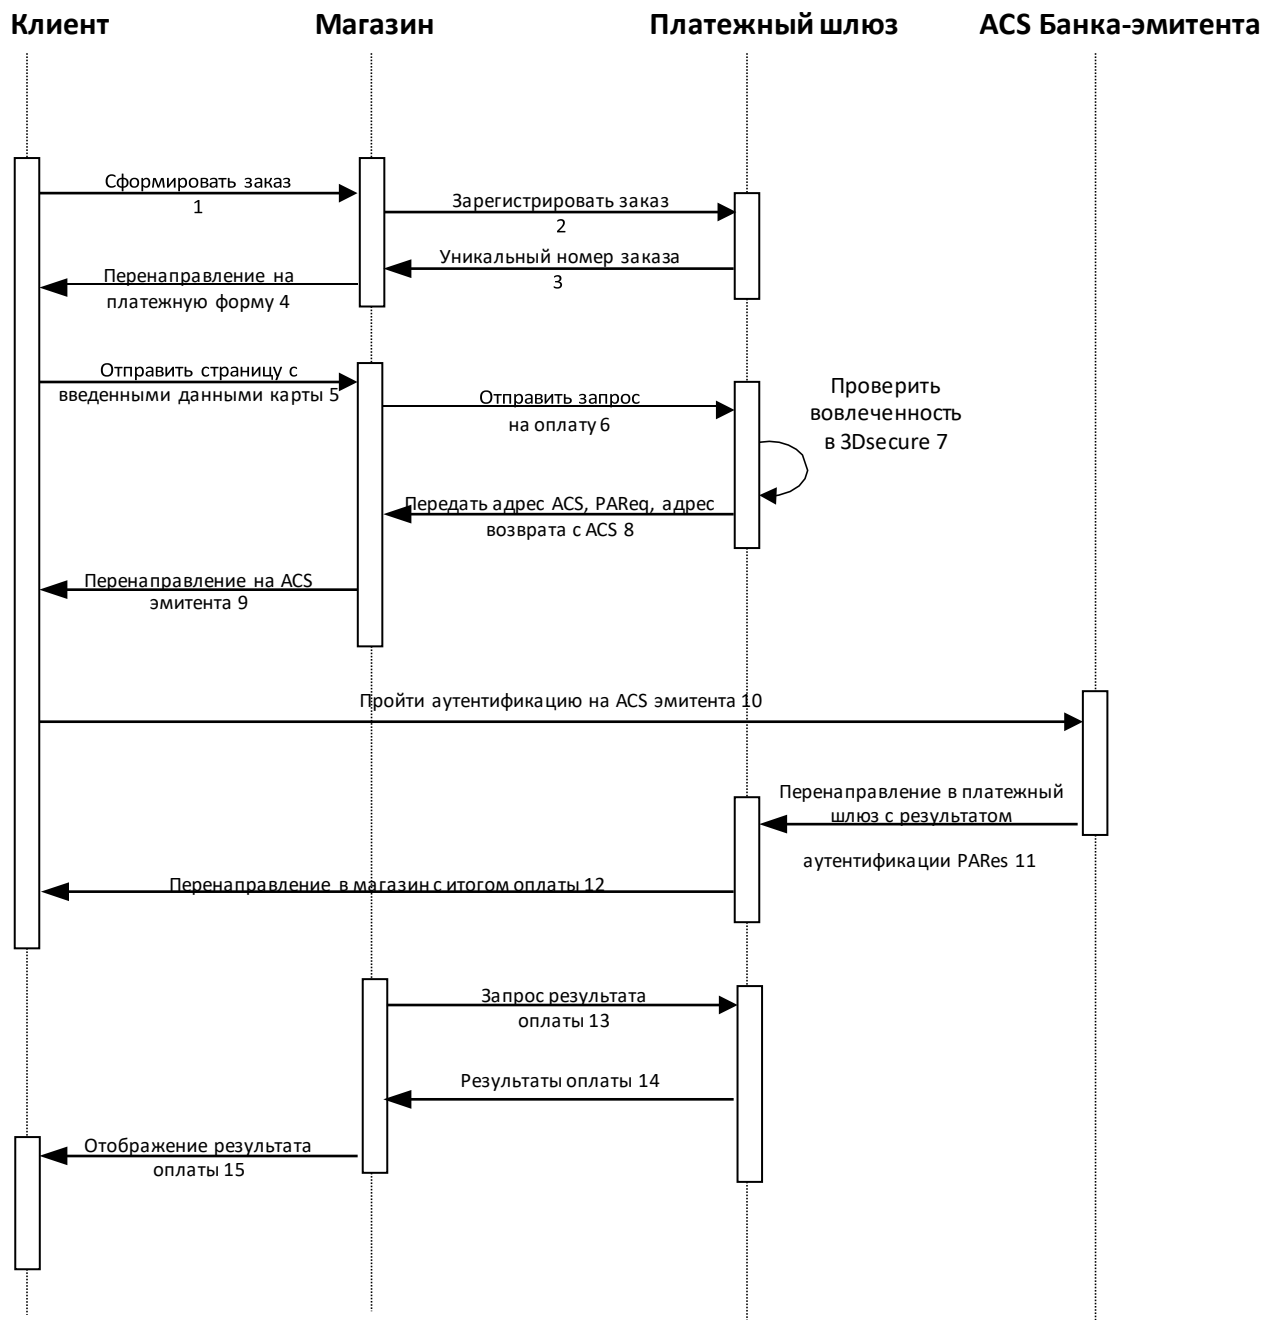 Клиент
Магазин
Платежный шлюз
ACS Банка-эмитента
Сформировать заказ
1
Зарегистрировать заказ
2
Уникальный номер заказа
3
Перенаправление на
платежную форму 4
Отправить страницу с
введенными данными карты 5
Отправить запрос
на оплату 6
Проверить
вовлеченность
в 3Dsecure 7
Передать адрес ACS, PAReq, адрес
возврата с ACS 8
Перенаправление на ACS
эмитента 9
Пройти аутентификацию на ACS эмитента 10
Перенаправление в платежный
шлюз с результатом
аутентификации PARes 11
Перенаправление в магазин с итогом оплаты 12
Запрос результата
оплаты 13
Результаты оплаты 14
Отображение результата
оплаты 15